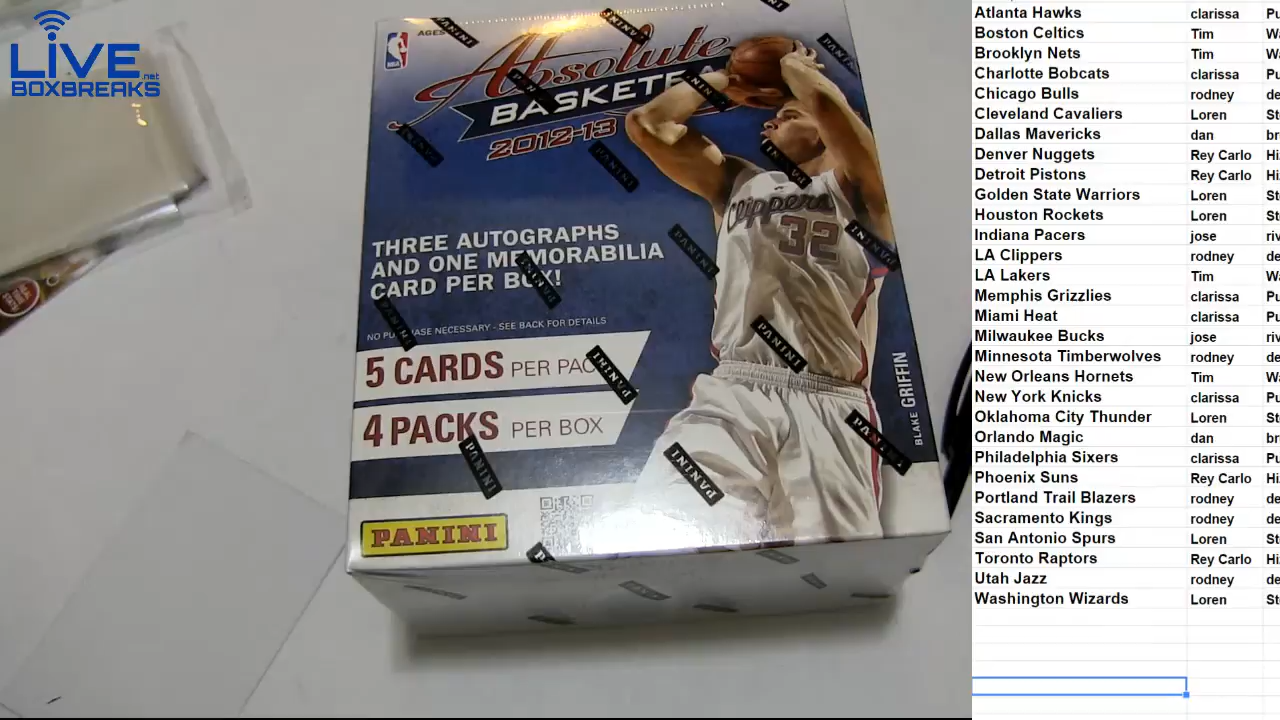 LIVE
.net
BOXBREAKS
AGES
Absolute
2012-13
Clippers
32
THREE AUTOGRAPHS
AND ONE MEMORABILIA
CARD PER BOX!
NECESSARY - SEE BACK FOR DETAILS
5 CARDS PER
4 PACKS PER BOX
BLAKE GRIFFIN
PANINI
Atlanta Hawks clarissa
Boston Celtics Tim
Brooklyn Nets Tim
Charlotte Bobcats clarissa
Chicago Bulls rodney
Cleveland Cavaliers Loren
Dallas Mavericks dan
Denver Nuggets Rey Carlo
Detroit Pistons Rey Carlo
Golden State Warriors Loren
Houston Rockets Loren
Indiana Pacers jose
LA Clippers rodney
LA Lakers Tim
Memphis Grizzlies clarissa
Miami Heat clarissa
Milwaukee Bucks jose
Minnesota Timberwolves rodney
New Orleans Hornets Tim
New York Knicks clarissa
Oklahoma City Thunder Loren
Orlando Magic dan
Philadelphia Sixers clarissa
Phoenix Suns Rey Carlo
Portland Trail Blazers rodney
Sacramento Kings rodney
San Antonio Spurs Loren
Toronto Raptors Rey Carlo
Utah Jazz rodney
Washington Wizards Loren